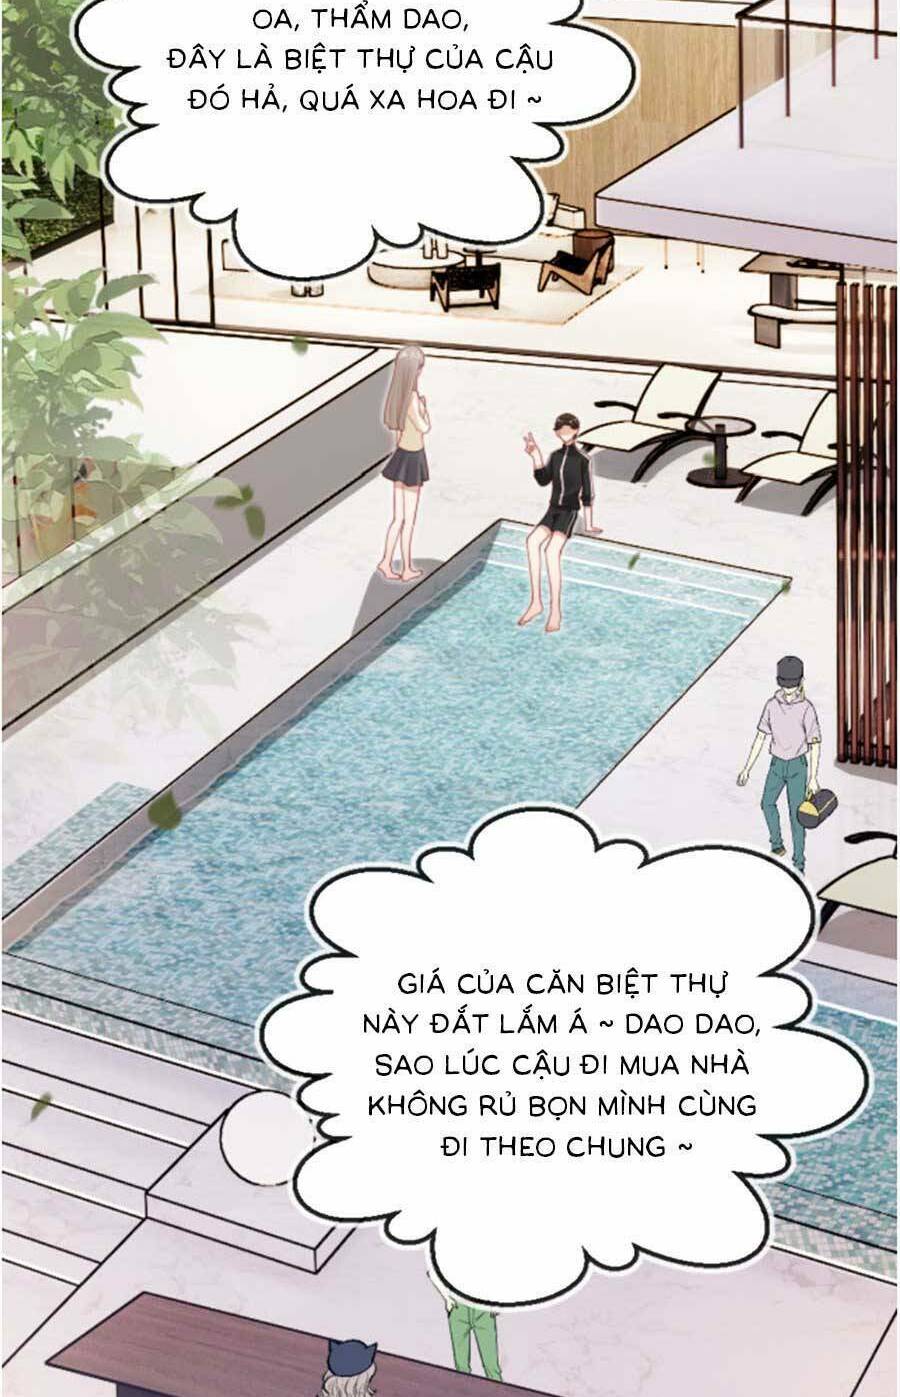 OA, THẨM DAO,
ĐÂY LÀ BIỆT THỰ CỦA CẬU
ĐÓ HẢ, QUÁ XA HOA ĐI ~
GIÁ CỦA CĂN BIỆT THỰ
NÀY ĐẮT LẮM Á ~ DAO DAO,
SAO LÚC CẬU ĐI MUA NHÀ
KHÔNG RỦ BỌN MÌNH CÙNG
ĐI THEO CHUNG ~